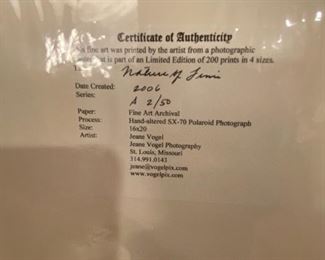 Certificate of Authenticity
fine art was printed by the artist from a photographic
that is part of an Limited Edition of 200 prints in 4 sizes.
Nature of
Date Created: 2006
Series: A 2/50
Paper: Fine Art Archival
Process: Hand-altered SX-70 Polaroid Photograph
Size: 16x20
Artist: Jeane Vogel
Jeane Vogel Photography
St. Louis, Missouri
314.991.0143
jeane@vogelpix.com
www.vogelpix.com